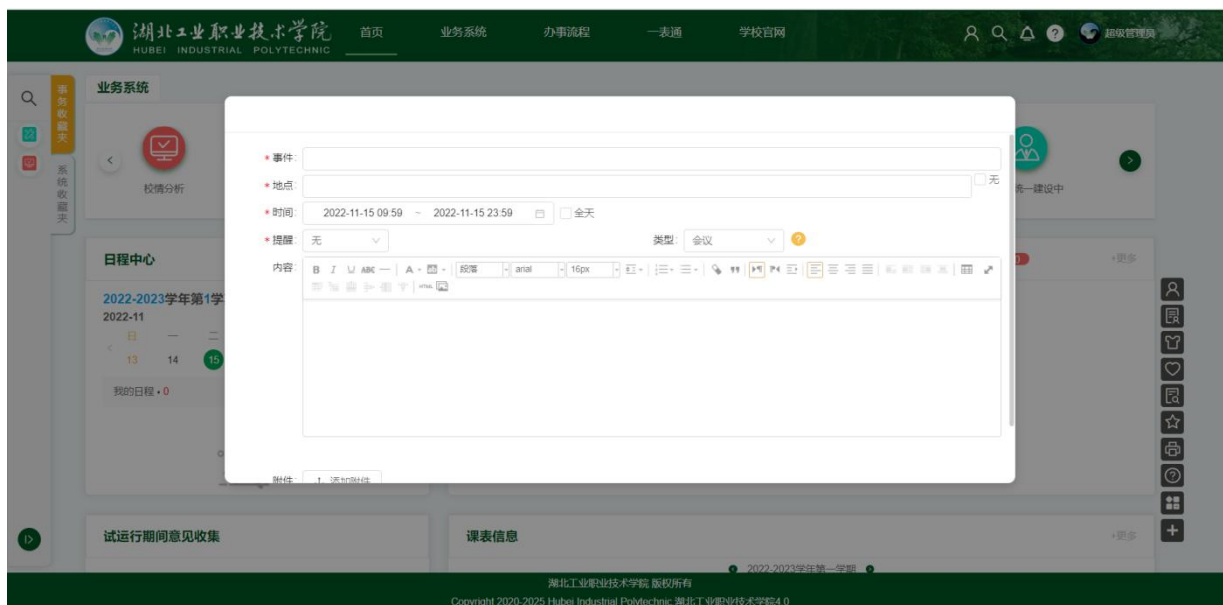 湖北工业职业技术学院
HUBEI INDUSTRIAL POLYTECHNIC
首页 业务系统 办事流程 一表通 学校官网 超级管理员
事务收藏夹
系统收藏夹
业务系统
校情分析
统一建设中
* 事件:
* 地点: 无
* 时间: 2022-11-15 09:59 ~ 2022-11-15 23:59 全天
* 提醒: 无 类型: 会议
内容: B I U ABC A 段落 arial 16px
HTML
附件: 添加附件
日程中心 +更多
2022-2023学年第1学
2022-11
日 一 二
13 14 15
我的日程 • 0
试运行期间意见收集
课表信息 +更多
2022-2023学年第一学期
湖北工业职业技术学院 版权所有
Copyright 2020-2025 Hubei Industrial Polytechnic 湖北工业职业技术学院4.0